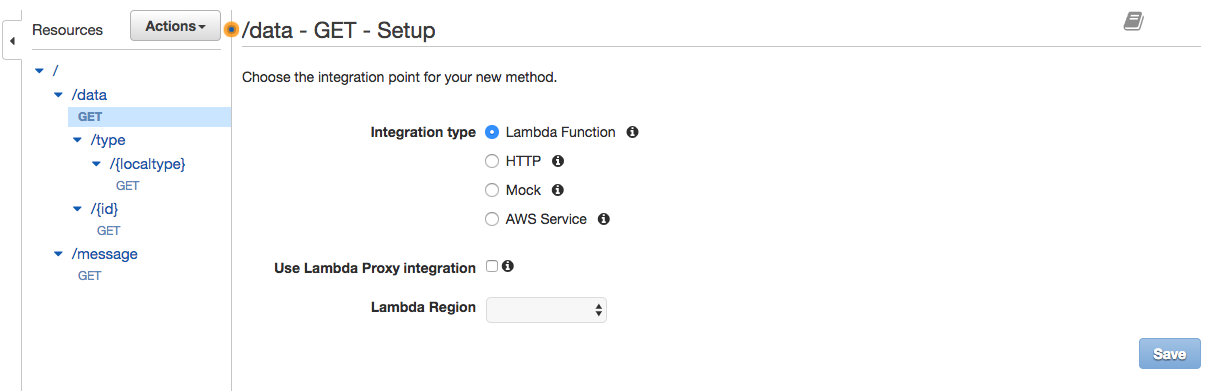 Resources
Actions
/
/data
GET
/type
/{localtype}
GET
/{id}
GET
/message
GET
/data - GET - Setup
Choose the integration point for your new method.
Integration type
Lambda Function
HTTP
Mock
AWS Service
Use Lambda Proxy integration
Lambda Region
Save